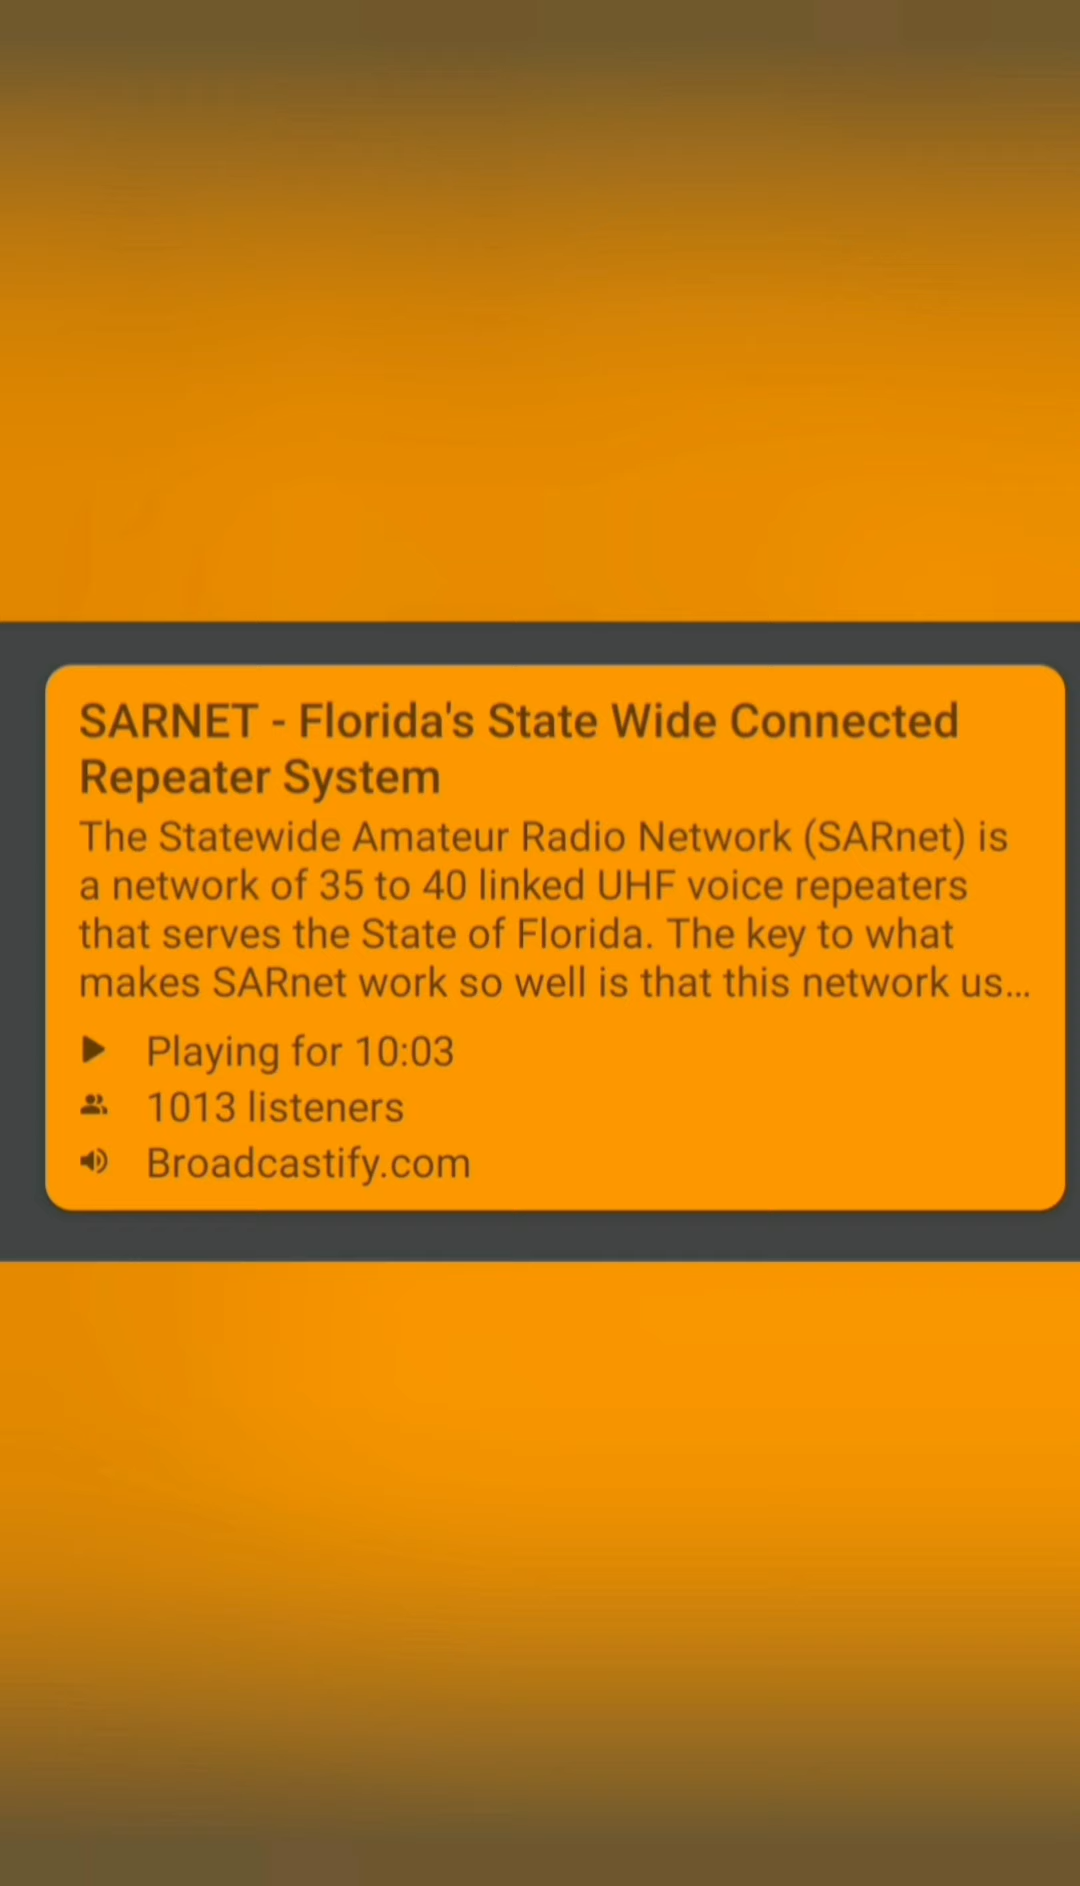 SARNET - Florida's State Wide Connected
Repeater System
The Statewide Amateur Radio Network (SARnet) is
a network of 35 to 40 linked UHF voice repeaters
that serves the State of Florida. The key to what
makes SARnet work so well is that this network us...
Playing for 10:03
1013 listeners
Broadcastify.com